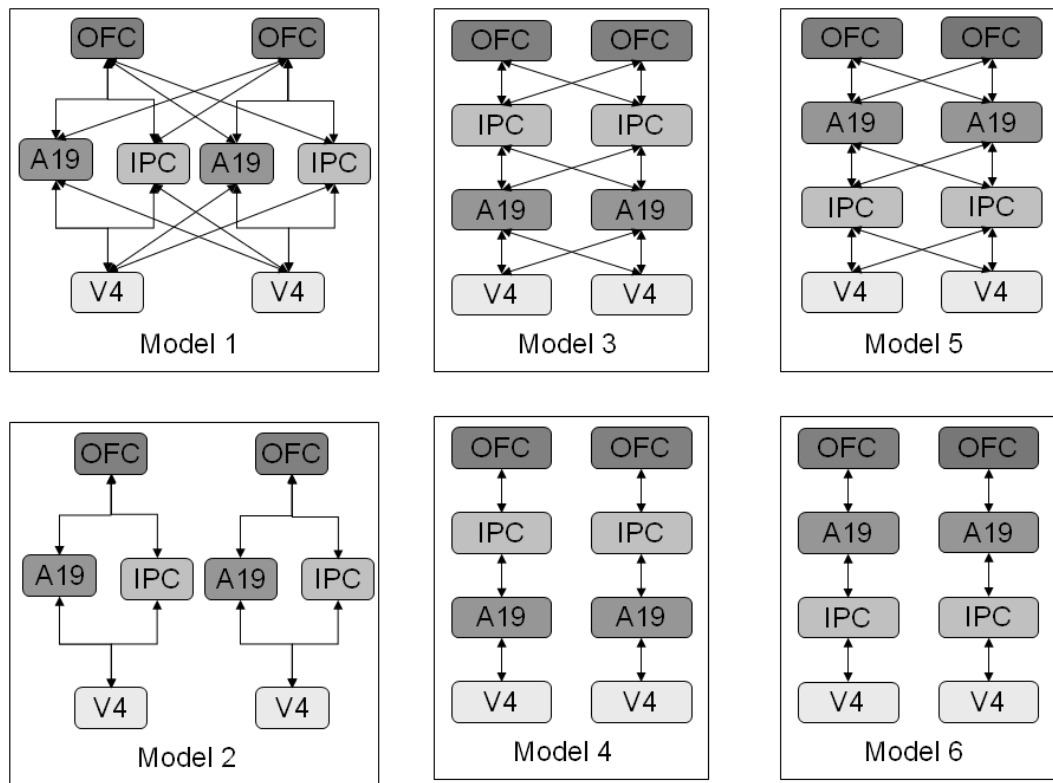 OFC OFC
A19 IPC A19 IPC
V4 V4
Model 1
OFC OFC
IPC IPC
A19 A19
V4 V4
Model 3
OFC OFC
A19 A19
IPC IPC
V4 V4
Model 5
OFC OFC
A19 IPC A19 IPC
V4 V4
Model 2
OFC OFC
IPC IPC
A19 A19
V4 V4
Model 4
OFC OFC
A19 A19
IPC IPC
V4 V4
Model 6